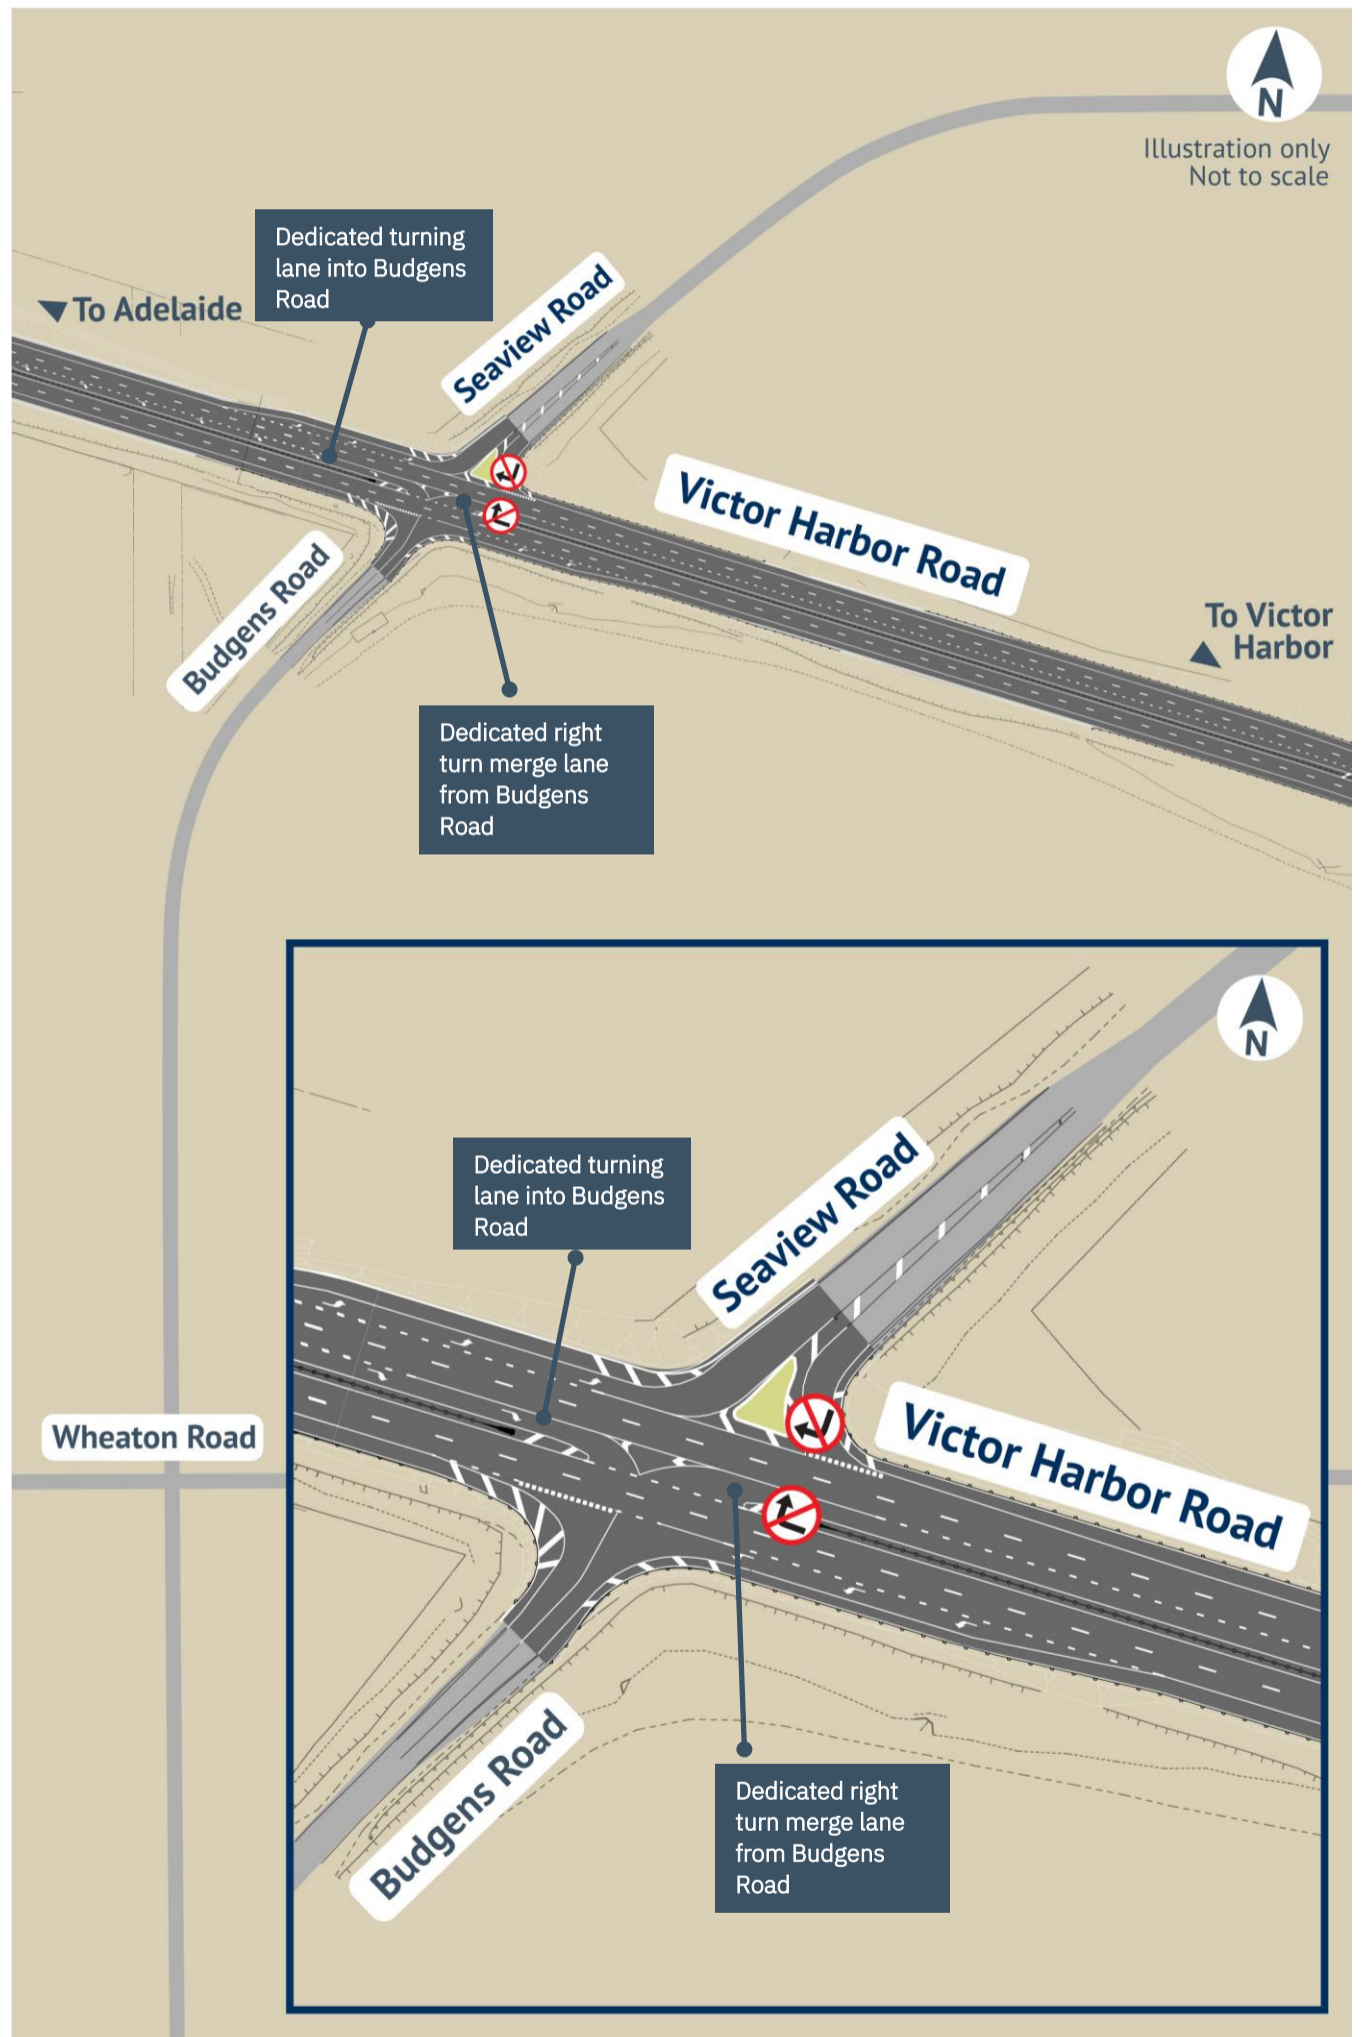 N
Illustration only
Not to scale
Dedicated turning
lane into Budgens
Road
To Adelaide
Seaview Road
Victor Harbor Road
Budgens Road
To Victor
Harbor
Dedicated right
turn merge lane
from Budgens
Road
N
Dedicated turning
lane into Budgens
Road
Seaview Road
Wheaton Road
Victor Harbor Road
Budgens Road
Dedicated right
turn merge lane
from Budgens
Road